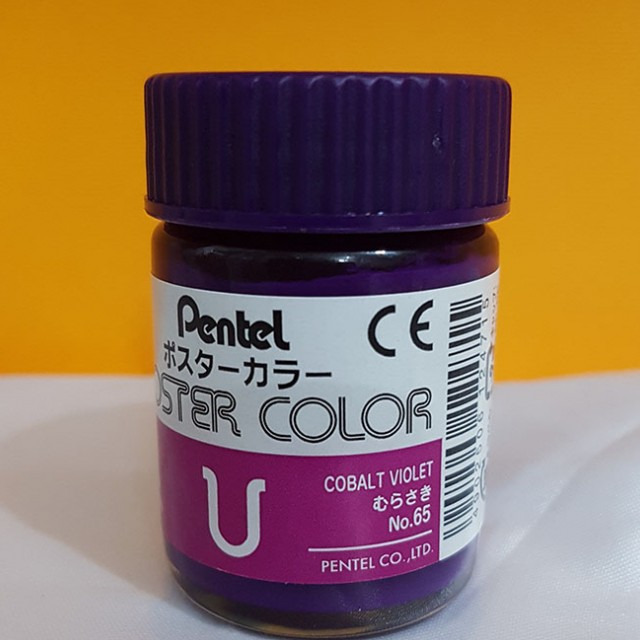 Pentel
CE
ポスターカラー
OSTER COLOR
COBALT VIOLET
むらさき
No.65
PENTEL CO.,LTD.